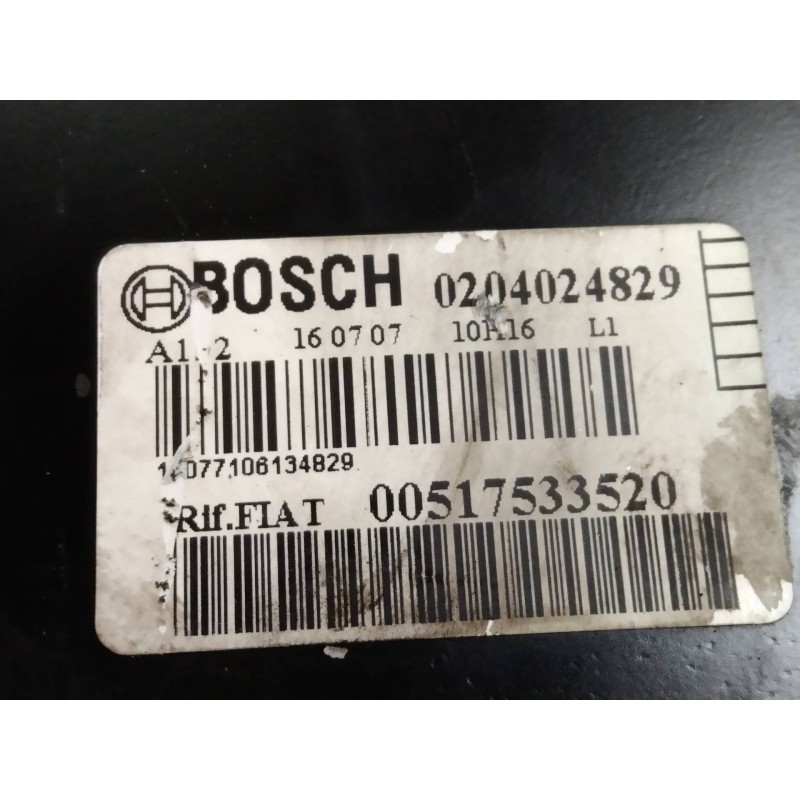 BOSCH 0204024829
16 07 07 L1
Rif.FIAT 00517533520